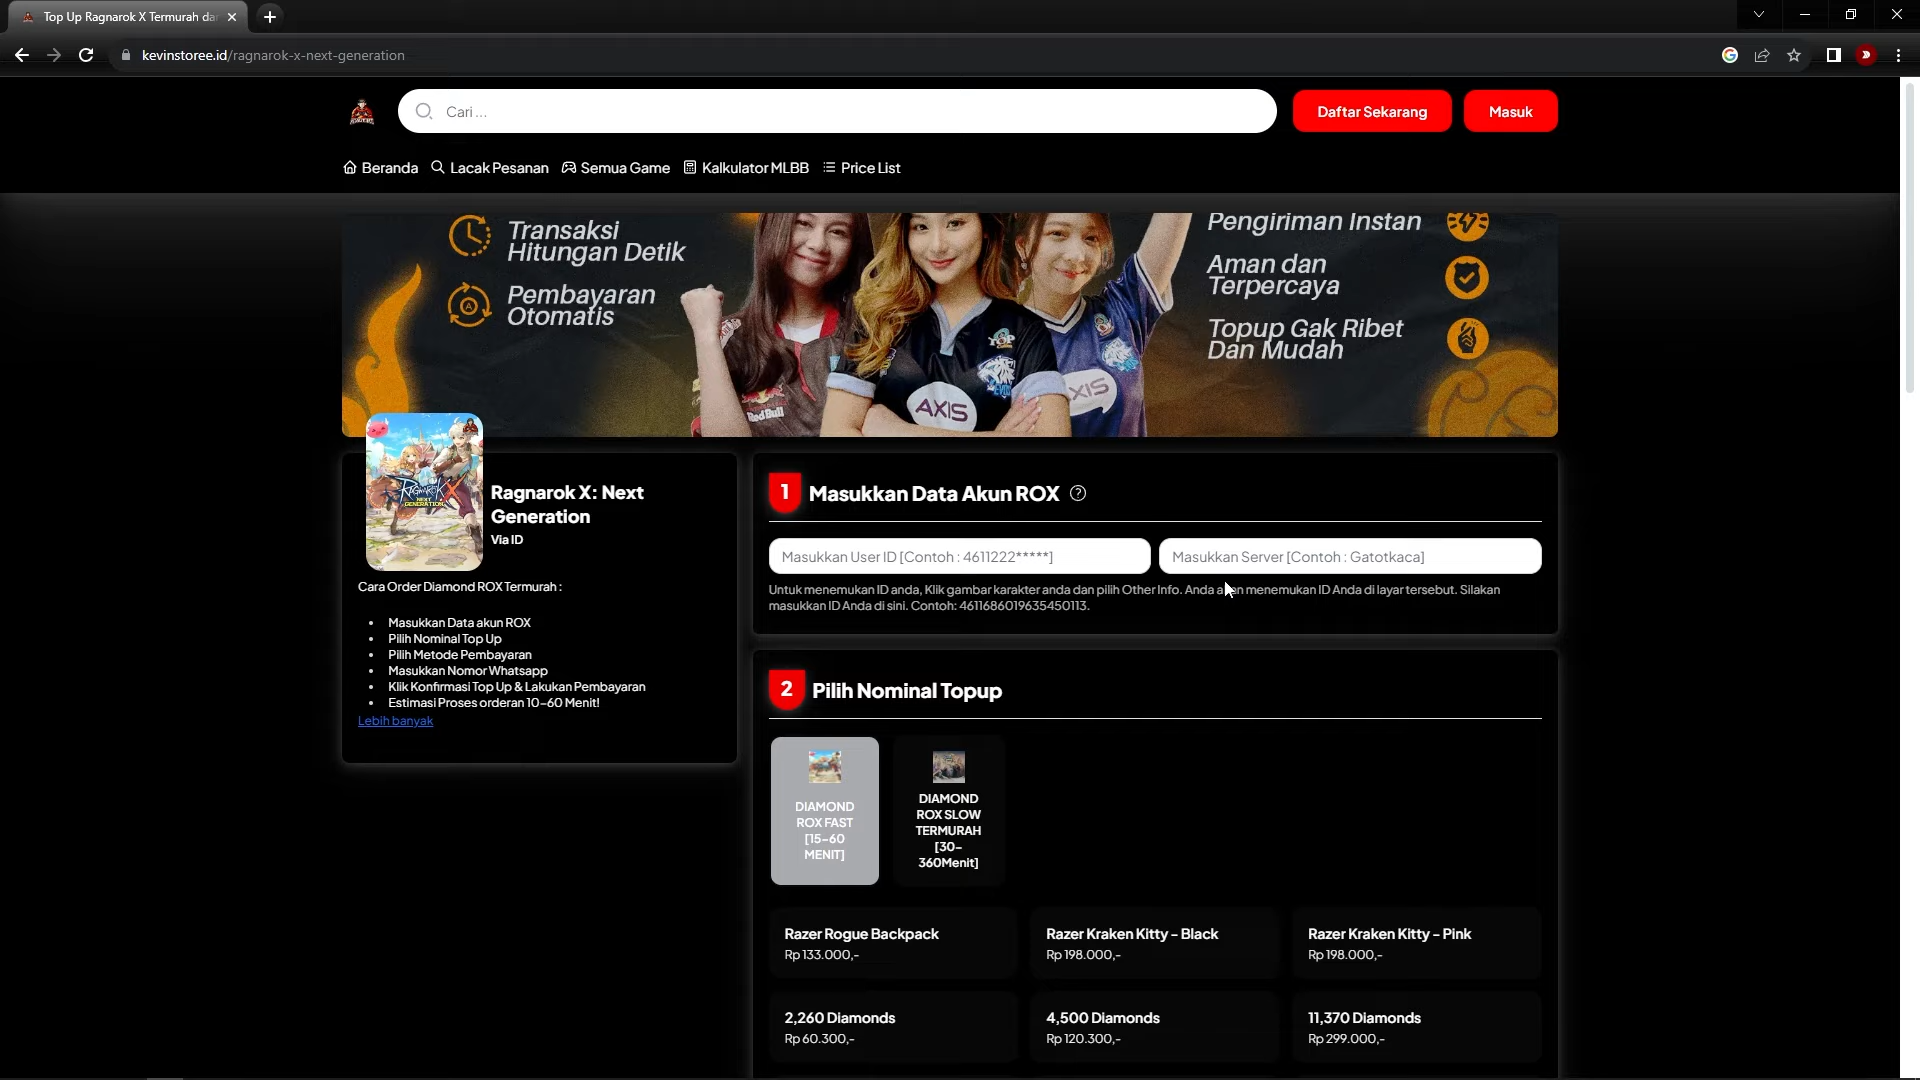 Top Up Ragnarok X Termurah dar
kevinstoree.id/ragnarok-x-next-generation
Cari ...
Daftar Sekarang
Masuk
Beranda
Lacak Pesanan
Semua Game
Kalkulator MLBB
Price List
Transaksi
Hitungan Detik
Pembayaran
Otomatis
Pengiriman Instan
Aman dan
Terpercaya
Topup Gak Ribet
Dan Mudah
Red Bull
AXIS
AXIS
RAGNAROK X
NEXT GENERATION
Ragnarok X: Next
Generation
Via ID
Cara Order Diamond ROX Termurah :
• Masukkan Data akun ROX
• Pilih Nominal Top Up
• Pilih Metode Pembayaran
• Masukkan Nomor Whatsapp
• Klik Konfirmasi Top Up & Lakukan Pembayaran
• Estimasi Proses orderan 10-60 Menit!
Lebih banyak
1 Masukkan Data Akun ROX
Masukkan User ID [Contoh : 4611222*****]
Masukkan Server [Contoh : Gatotkaca]
Untuk menemukan ID anda, Klik gambar karakter anda dan pilih Other Info. Anda menemukan ID Anda di layar tersebut. Silakan
masukkan ID Anda di sini. Contoh: 4611686019635450113.
2 Pilih Nominal Topup
DIAMOND
ROX FAST
[15-60
MENIT]
DIAMOND
ROX SLOW
TERMURAH
[30-
360Menit]
Razer Rogue Backpack
Rp 133.000,-
Razer Kraken Kitty - Black
Rp 198.000,-
Razer Kraken Kitty - Pink
Rp 198.000,-
2,260 Diamonds
Rp 60.300,-
4,500 Diamonds
Rp 120.300,-
11,370 Diamonds
Rp 299.000,-